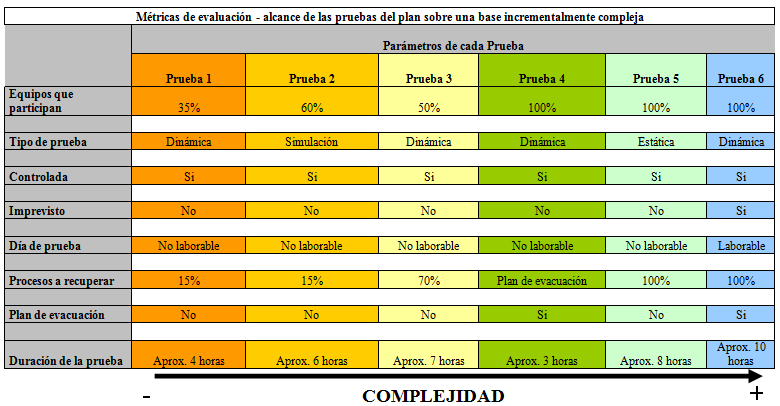 Métricas de evaluación - alcance de las pruebas del plan sobre una base incrementalmente compleja
Parámetros de cada Prueba
Prueba 1 Prueba 2 Prueba 3 Prueba 4 Prueba 5 Prueba 6
Equipos que participan 35% 60% 50% 100% 100% 100%
Tipo de prueba Dinámica Simulación Dinámica Dinámica Estática Dinámica
Controlada Si Si Si Si Si Si
Imprevisto No No No No No Si
Día de prueba No laborable No laborable No laborable No laborable No laborable Laborable
Procesos a recuperar 15% 15% 70% Plan de evacuación 100% 100%
Plan de evacuación No No No Si No Si
Duración de la prueba Aprox. 4 horas Aprox. 6 horas Aprox. 7 horas Aprox. 3 horas Aprox. 8 horas Aprox. 10 horas
- COMPLEJIDAD +